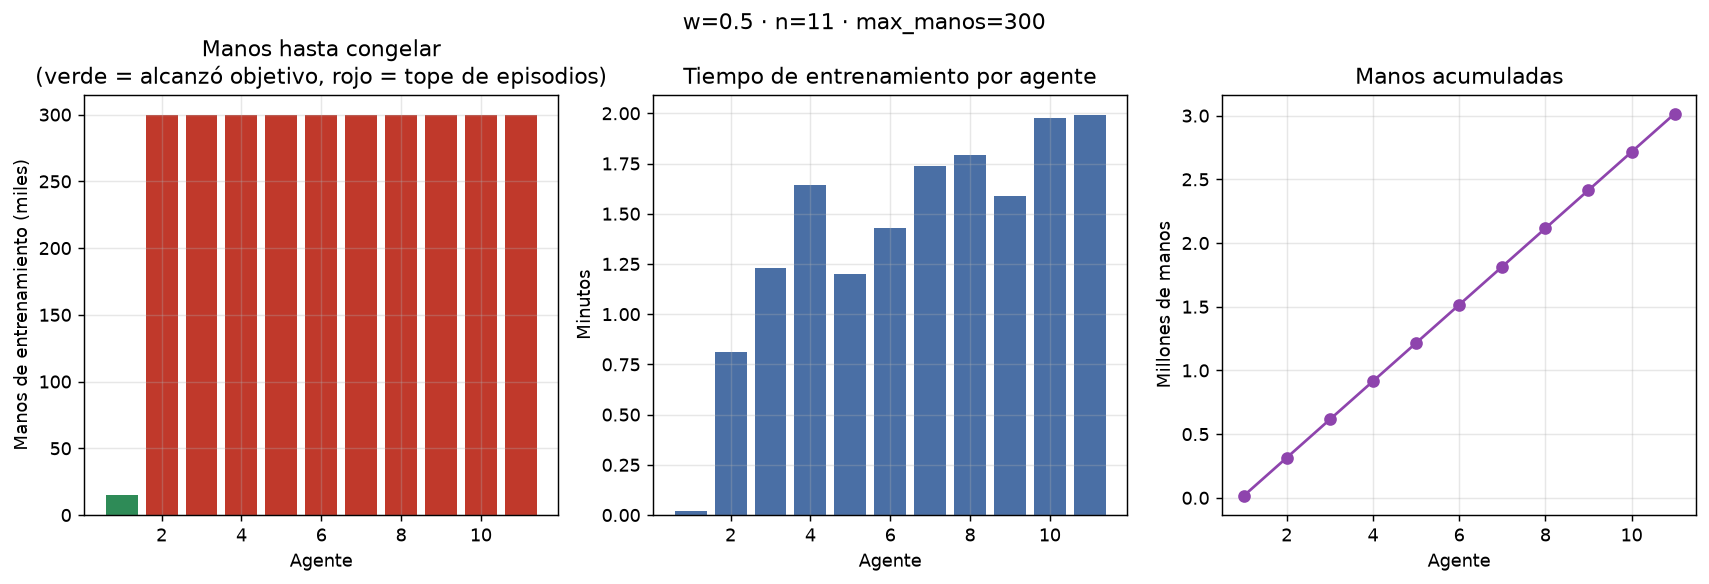 w=0.5 · n=11 · max_manos=300
Manos hasta congelar
(verde = alcanzó objetivo, rojo = tope de episodios)
Manos de entrenamiento (miles)
300
250
200
150
100
50
0
2 4 6 8 10
Agente
Tiempo de entrenamiento por agente
Minutos
2.00
1.75
1.50
1.25
1.00
0.75
0.50
0.25
0.00
2 4 6 8 10
Agente
Manos acumuladas
Millones de manos
3.0
2.5
2.0
1.5
1.0
0.5
0.0
2 4 6 8 10
Agente